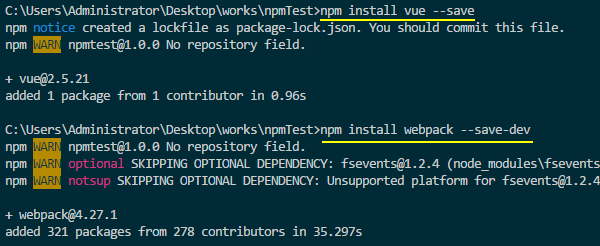 C:\Users\Administrator\Desktop\works\npmTest>npm install vue --save
npm notice created a lockfile as package-lock.json. You should commit this file.
npm WARN npmtest@1.0.0 No repository field.
+ vue@2.5.21
added 1 package from 1 contributor in 0.96s
C:\Users\Administrator\Desktop\works\npmTest>npm install webpack --save-dev
npm WARN npmtest@1.0.0 No repository field.
npm WARN optional SKIPPING OPTIONAL DEPENDENCY: fsevents@1.2.4 (node_modules\fsevents
npm WARN notsup SKIPPING OPTIONAL DEPENDENCY: Unsupported platform for fsevents@1.2.4
+ webpack@4.27.1
added 321 packages from 278 contributors in 35.297s